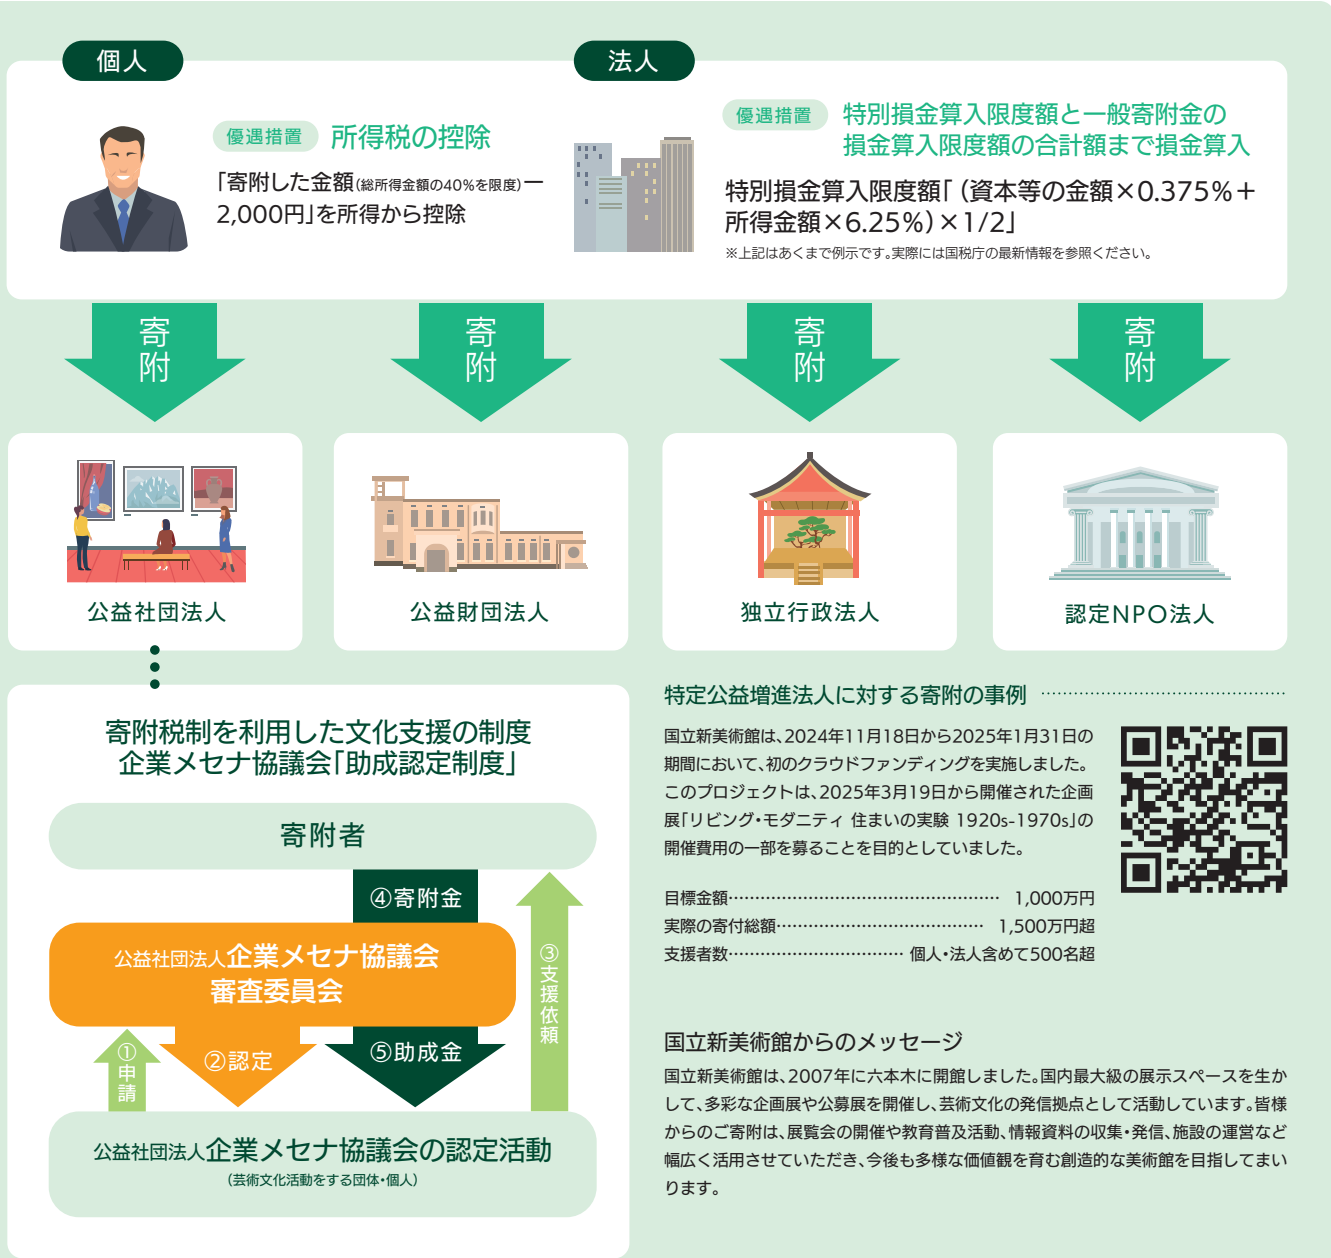 個人
優遇措置 所得税の控除
「寄附した金額(総所得金額の40%を限度)ー
2,000円」を所得から控除
法人
優遇措置 特別損金算入限度額と一般寄附金の
損金算入限度額の合計額まで損金算入
特別損金算入限度額「（資本等の金額×0.375％＋
所得金額×6.25％）×1/2」
※上記はあくまで例示です。実際には国税庁の最新情報を参照ください。
寄附
寄附
寄附
寄附
公益社団法人
公益財団法人
独立行政法人
認定NPO法人
寄附税制を利用した文化支援の制度
企業メセナ協議会「助成認定制度」
寄附者
④寄附金
公益社団法人企業メセナ協議会
審査委員会
③支援依頼
①申請
②認定
⑤助成金
公益社団法人企業メセナ協議会の認定活動
（芸術文化活動をする団体・個人）
特定公益増進法人に対する寄附の事例
国立新美術館は、2024年11月18日から2025年1月31日の
期間において、初のクラウドファンディングを実施しました。
このプロジェクトは、2025年3月19日から開催された企画
展「リビング・モダニティ 住まいの実験 1920s-1970s」の
開催費用の一部を募ることを目的としていました。
目標金額 1,000万円
実際の寄付総額 1,500万円超
支援者数 個人・法人含めて500名超
国立新美術館からのメッセージ
国立新美術館は、2007年に六本木に開館しました。国内最大級の展示スペースを生か
して、多彩な企画展や公募展を開催し、芸術文化の発信拠点として活動しています。皆様
からのご寄附は、展覧会の開催や教育普及活動、情報資料の収集・発信、施設の運営など
幅広く活用させていただき、今後も多様な価値観を育む創造的な美術館を目指してまい
ります。